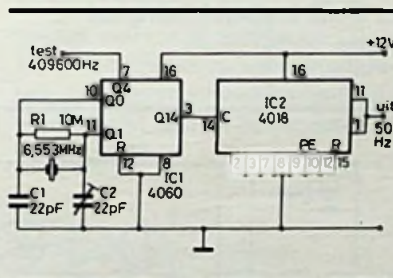 test
409600Hz
+12V
7
16
16
10
Q4
Q0
11
IC2
4018
uit
50
Hz
R1 10M
11
Q1
Q14
3
14
C
1
6,553MHz
R
PE R
12
8
IC1
4060
2 3 7 8 9 10 12 15
C1
22pF
C2
22pF